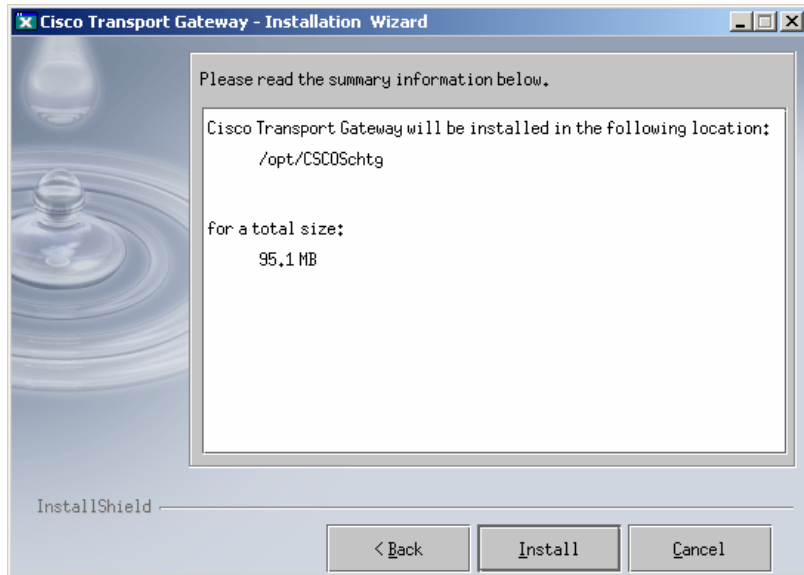 Cisco Transport Gateway - Installation Wizard
Please read the summary information below.
Cisco Transport Gateway will be installed in the following location:
/opt/CSCOSchtg
for a total size:
95.1 MB
InstallShield
< Back
Install
Cancel